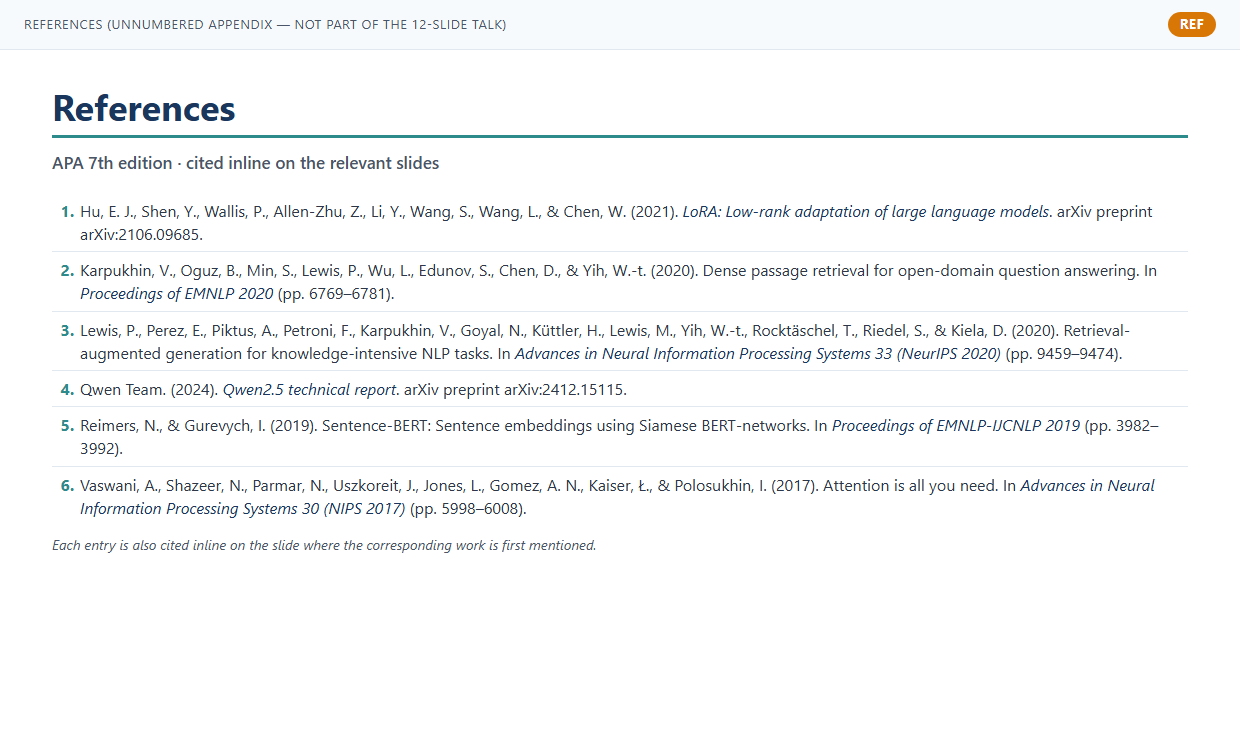 REFERENCES (UNNUMBERED APPENDIX — NOT PART OF THE 12-SLIDE TALK)
REF
References
APA 7th edition · cited inline on the relevant slides
1. Hu, E. J., Shen, Y., Wallis, P., Allen-Zhu, Z., Li, Y., Wang, S., Wang, L., & Chen, W. (2021). LoRA: Low-rank adaptation of large language models. arXiv preprint
arXiv:2106.09685.
2. Karpukhin, V., Oguz, B., Min, S., Lewis, P., Wu, L., Edunov, S., Chen, D., & Yih, W.-t. (2020). Dense passage retrieval for open-domain question answering. In
Proceedings of EMNLP 2020 (pp. 6769–6781).
3. Lewis, P., Perez, E., Piktus, A., Petroni, F., Karpukhin, V., Goyal, N., Küttler, H., Lewis, M., Yih, W.-t., Rocktäschel, T., Riedel, S., & Kiela, D. (2020). Retrieval-
augmented generation for knowledge-intensive NLP tasks. In Advances in Neural Information Processing Systems 33 (NeurIPS 2020) (pp. 9459–9474).
4. Qwen Team. (2024). Qwen2.5 technical report. arXiv preprint arXiv:2412.15115.
5. Reimers, N., & Gurevych, I. (2019). Sentence-BERT: Sentence embeddings using Siamese BERT-networks. In Proceedings of EMNLP-IJCNLP 2019 (pp. 3982–
3992).
6. Vaswani, A., Shazeer, N., Parmar, N., Uszkoreit, J., Jones, L., Gomez, A. N., Kaiser, Ł., & Polosukhin, I. (2017). Attention is all you need. In Advances in Neural
Information Processing Systems 30 (NIPS 2017) (pp. 5998–6008).
Each entry is also cited inline on the slide where the corresponding work is first mentioned.